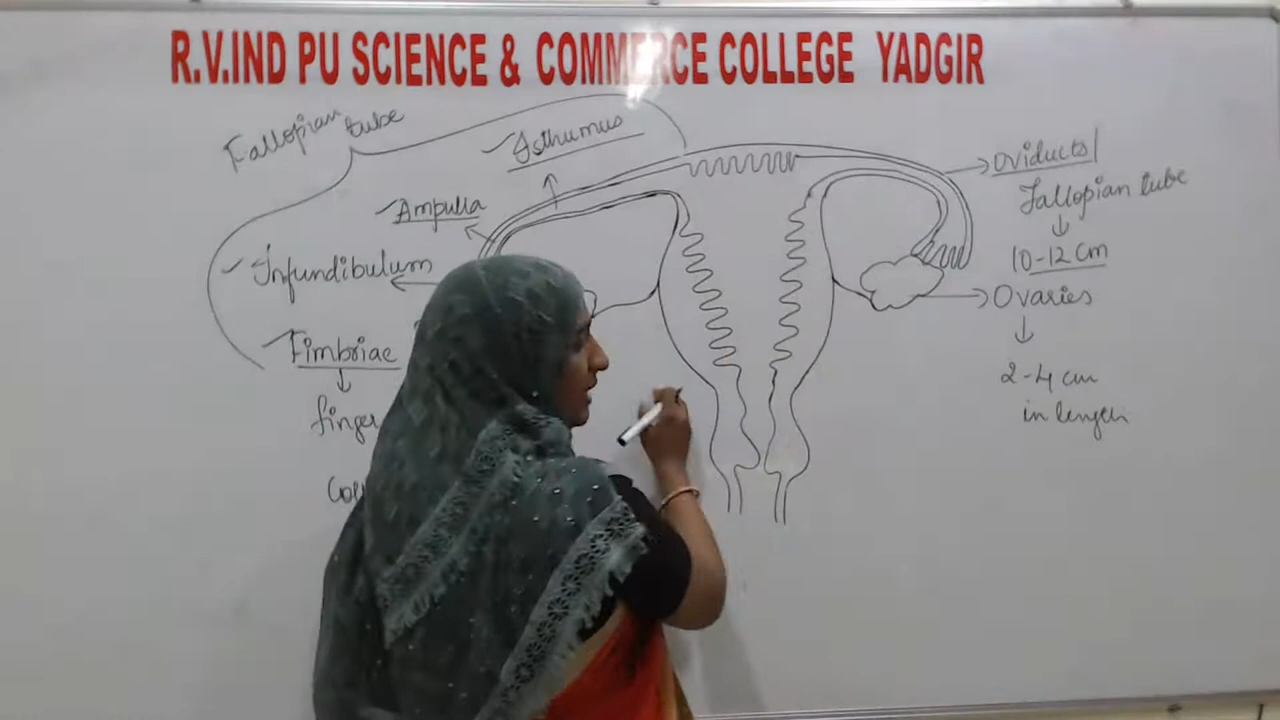 R.V.IND PU SCIENCE & COMMERCE COLLEGE YADGIR
Fallopian tube
Isthumus
Ampulla
Infundibulum
Fimbriae
finger
Oviducts/
Fallopian tube
10-12 cm
Ovaries
2-4 cm
in length